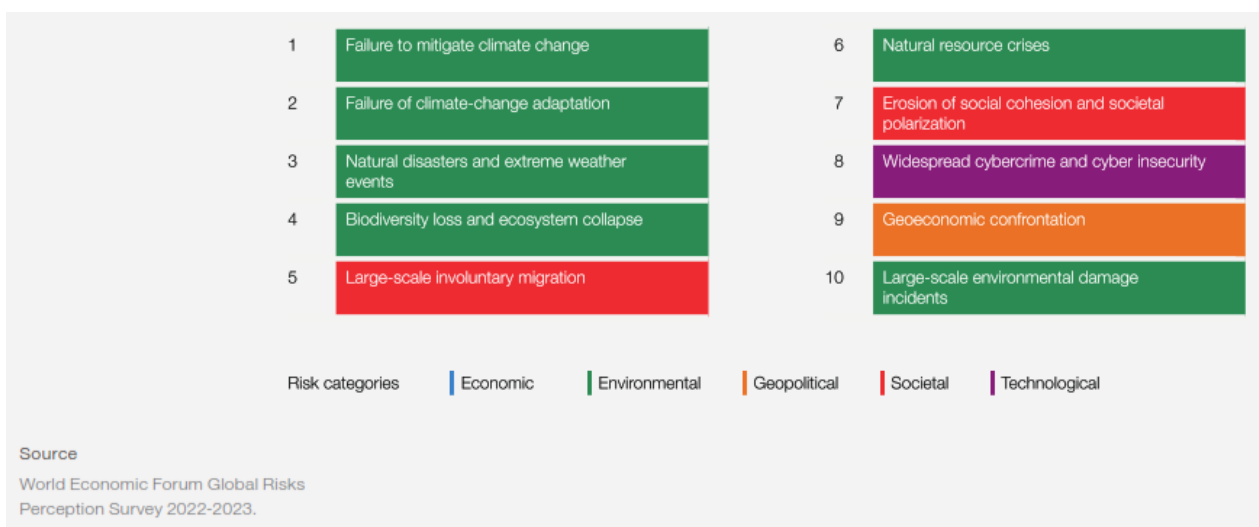 1 Failure to mitigate climate change
2 Failure of climate-change adaptation
3 Natural disasters and extreme weather
events
4 Biodiversity loss and ecosystem collapse
5 Large-scale involuntary migration
6 Natural resource crises
7 Erosion of social cohesion and societal
polarization
8 Widespread cybercrime and cyber insecurity
9 Geoeconomic confrontation
10 Large-scale environmental damage
incidents
Risk categories Economic Environmental Geopolitical Societal Technological
Source
World Economic Forum Global Risks
Perception Survey 2022-2023.